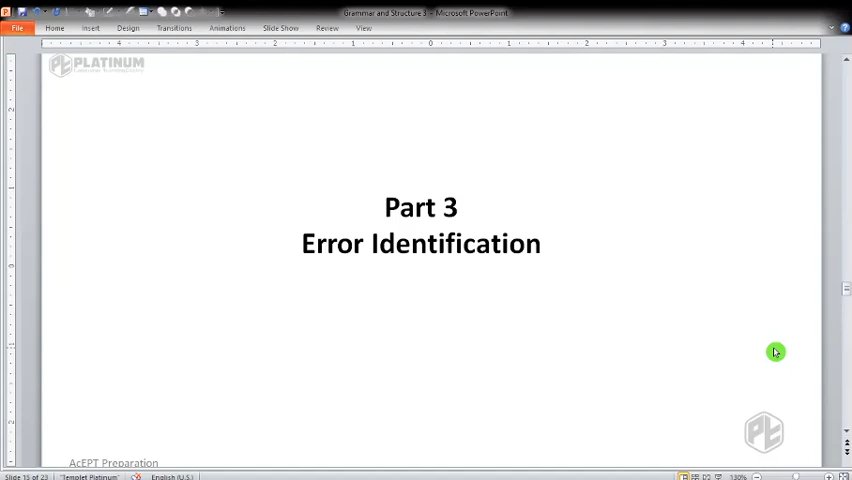 Grammar and Structure 3 - Microsoft PowerPoint
File Home Insert Design Transitions Animations Slide Show Review View
PLATINUM
Part 3
Error Identification
AcEPT Preparation
Slide 15 of 23 "Templet Platinum" English (U.S.) 130%